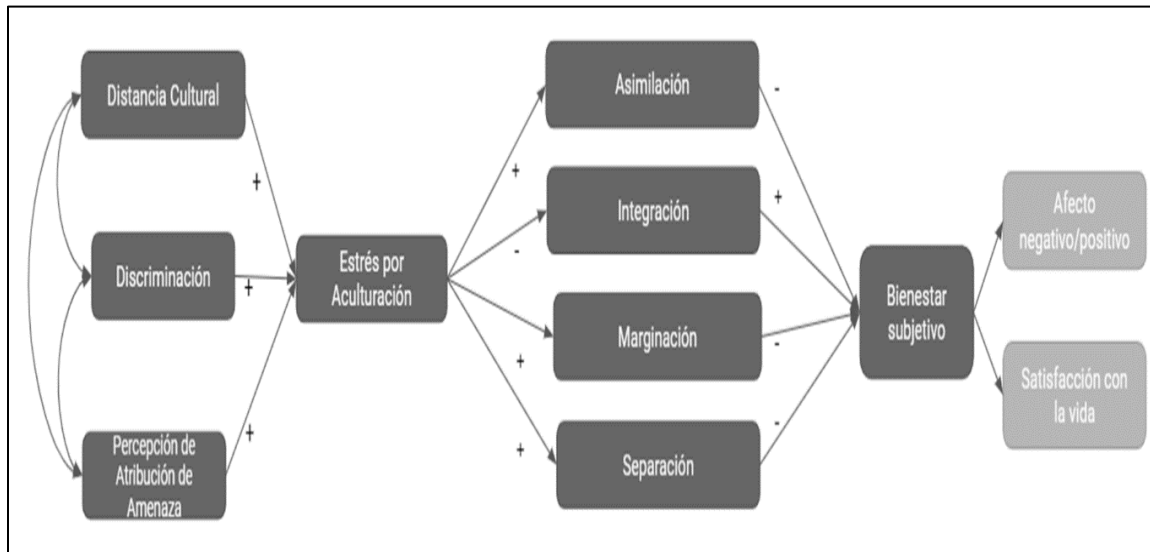 Distancia Cultural
+
Discriminación
+
Percepción de
Atribución de
Amenaza
+
Estrés por
Aculturación
+
-
+
+
Asimilación
-
Integración
+
Marginación
-
Separación
-
Bienestar
subjetivo
Afecto
negativo/positivo
Satisfacción con
la vida